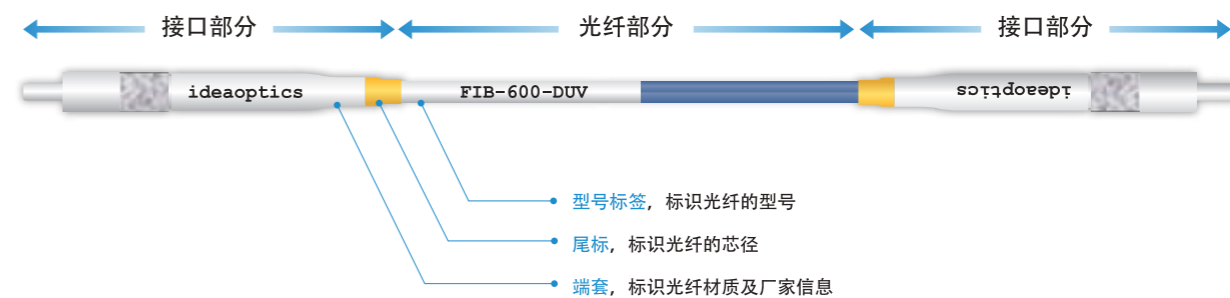 接口部分 光纤部分 接口部分
ideaoptics FIB-600-DUV ideaoptics
型号标签，标识光纤的型号
尾标，标识光纤的芯径
端套，标识光纤材质及厂家信息